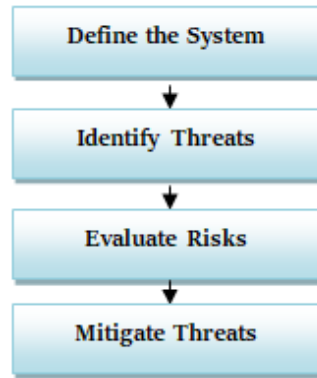 Define the System
Identify Threats
Evaluate Risks
Mitigate Threats